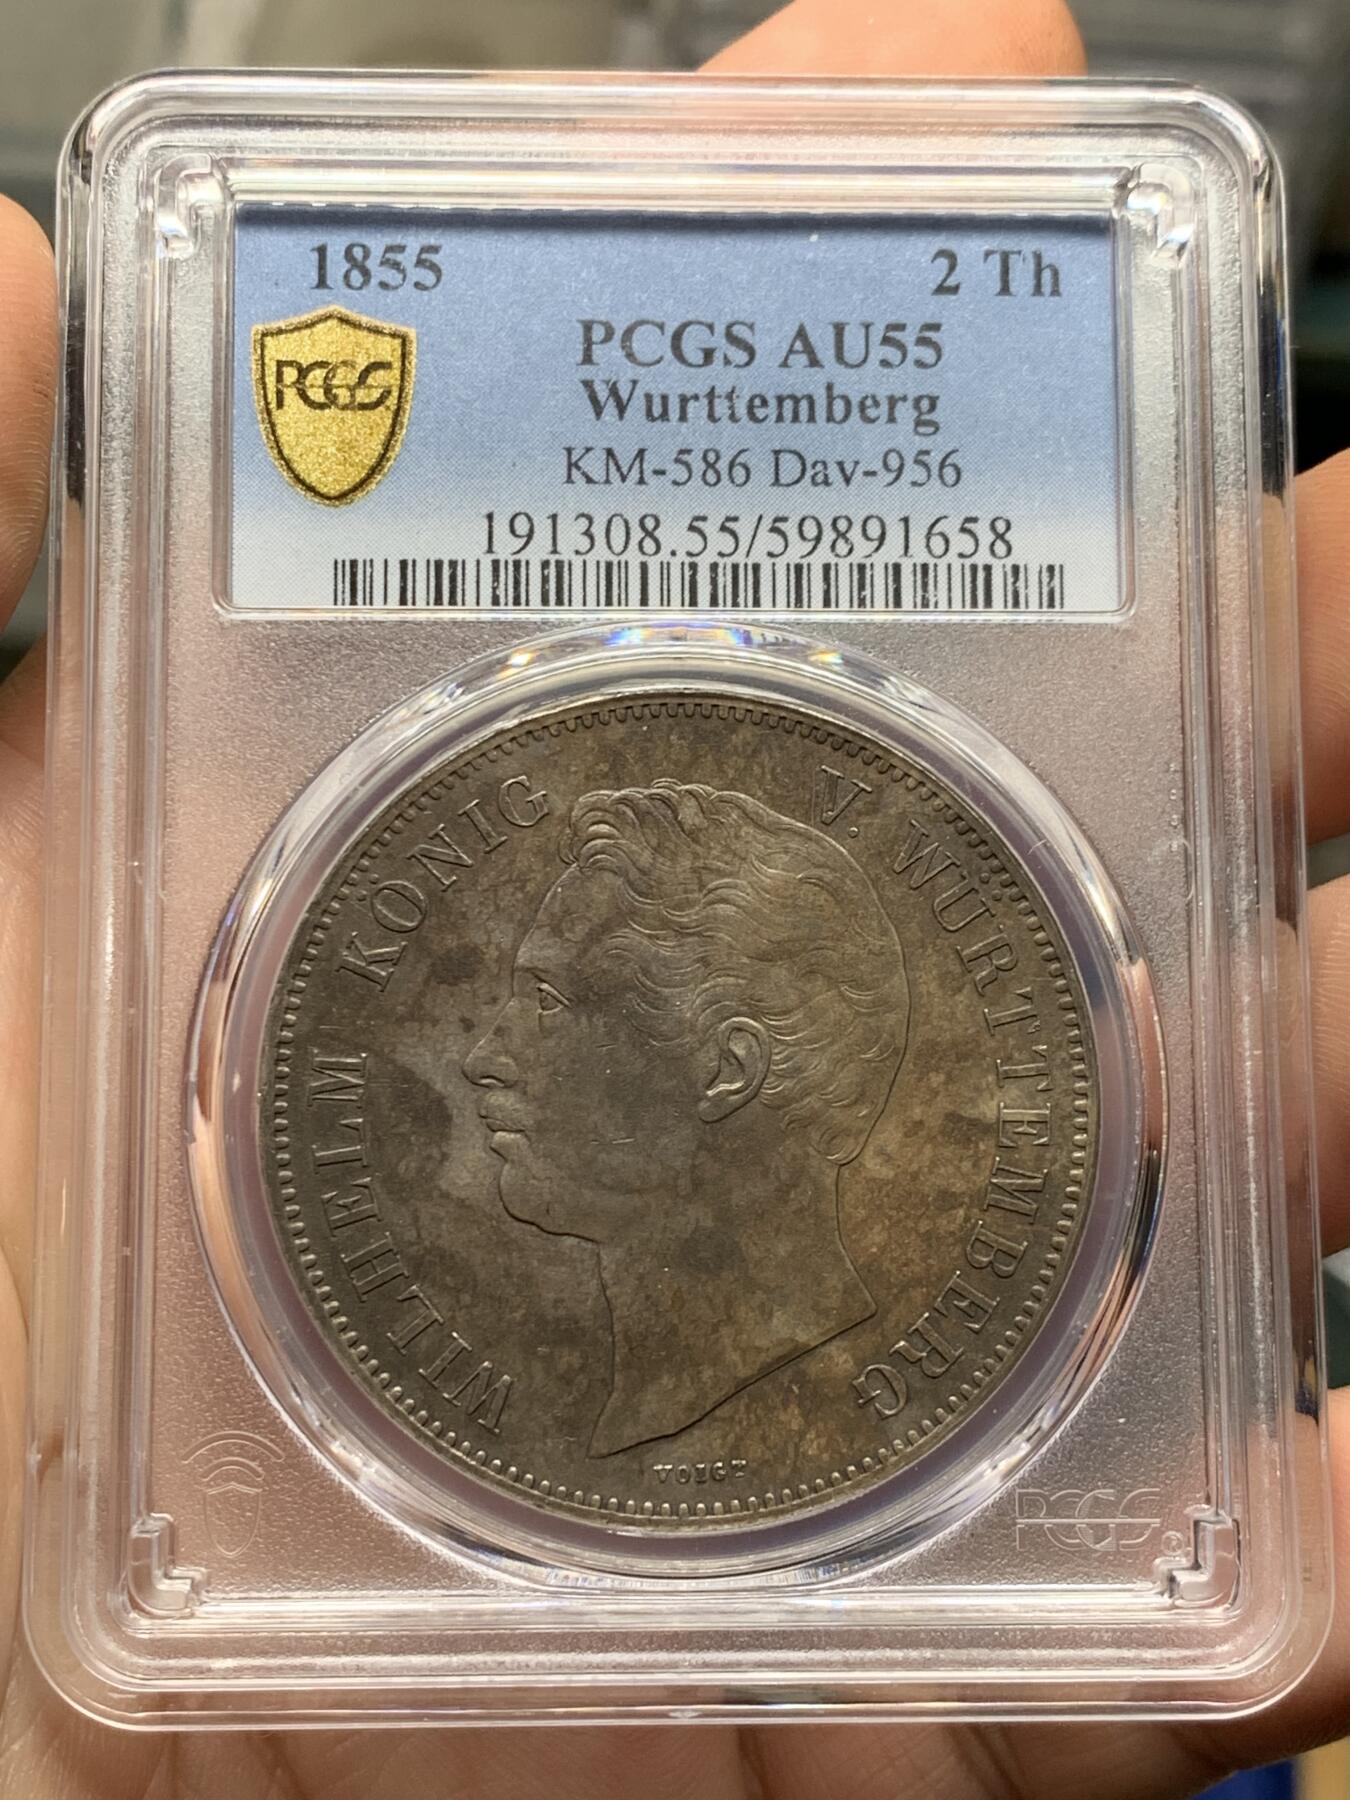 1855 2 Th
PCGS
PCGS AU55
Wurttemberg
KM-586 Dav-956
191308.55/59891658
WILHELM KÖNIG V. WÜRTTEMBERG
VOIGT
PCGS